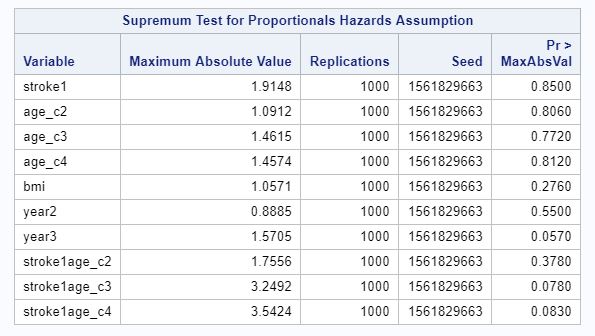 Supremum Test for Proportionals Hazards Assumption
Variable Maximum Absolute Value Replications Seed Pr > MaxAbsVal
stroke1 1.9148 1000 1561829663 0.8500
age_c2 1.0912 1000 1561829663 0.8060
age_c3 1.4615 1000 1561829663 0.7720
age_c4 1.4574 1000 1561829663 0.8120
bmi 1.0571 1000 1561829663 0.2760
year2 0.8885 1000 1561829663 0.5500
year3 1.5705 1000 1561829663 0.0570
stroke1age_c2 1.7556 1000 1561829663 0.3780
stroke1age_c3 3.2492 1000 1561829663 0.0780
stroke1age_c4 3.5424 1000 1561829663 0.0830